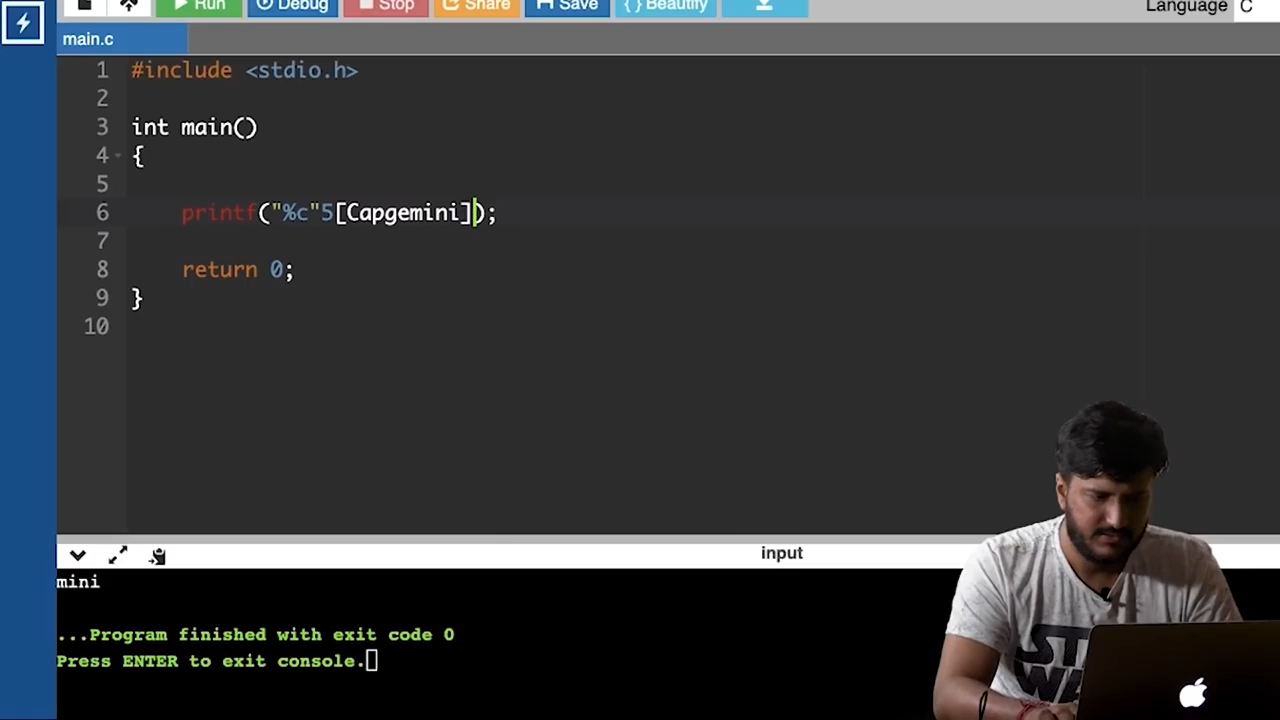 Run Debug Stop Share Save { } Beautify Language C
main.c
1 #include <stdio.h>
2
3 int main()
4 {
5
6 printf("%c"5[Capgemini]);
7
8 return 0;
9 }
10
input
mini
...Program finished with exit code 0
Press ENTER to exit console.
STAR
WA